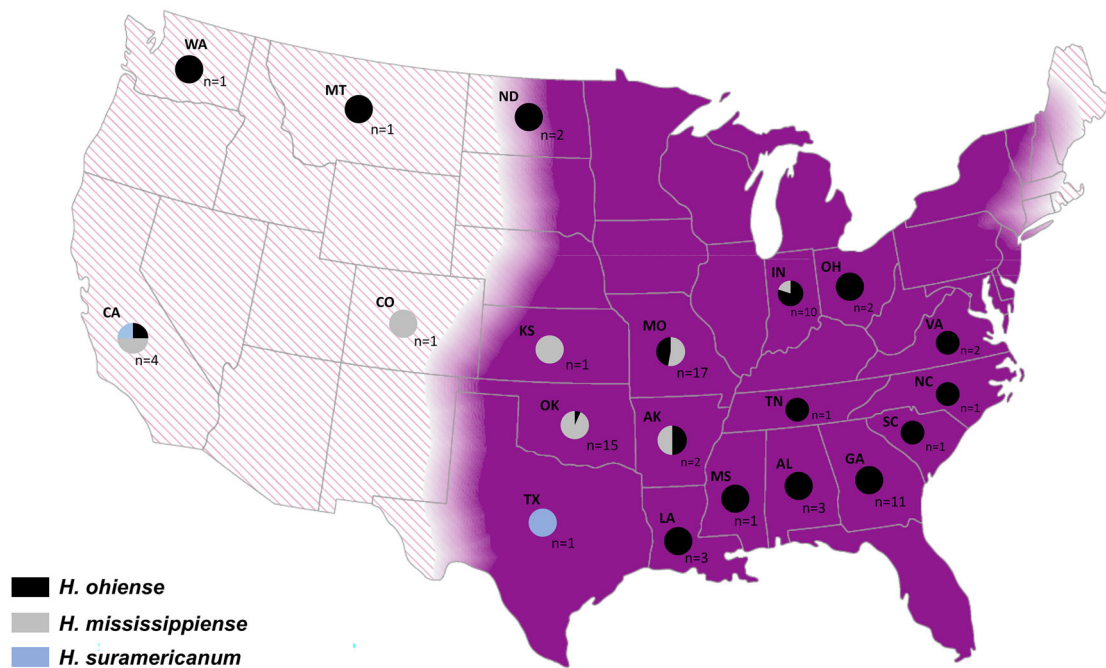 WA
n=1
MT
n=1
ND
n=2
IN
n=10
OH
n=2
CA
n=4
CO
n=1
KS
n=1
MO
n=17
VA
n=2
OK
n=15
AK
n=2
TN
n=1
NC
n=1
SC
n=1
TX
n=1
LA
n=3
MS
n=1
AL
n=3
GA
n=11
H. ohiense
H. mississippiense
H. suramericanum